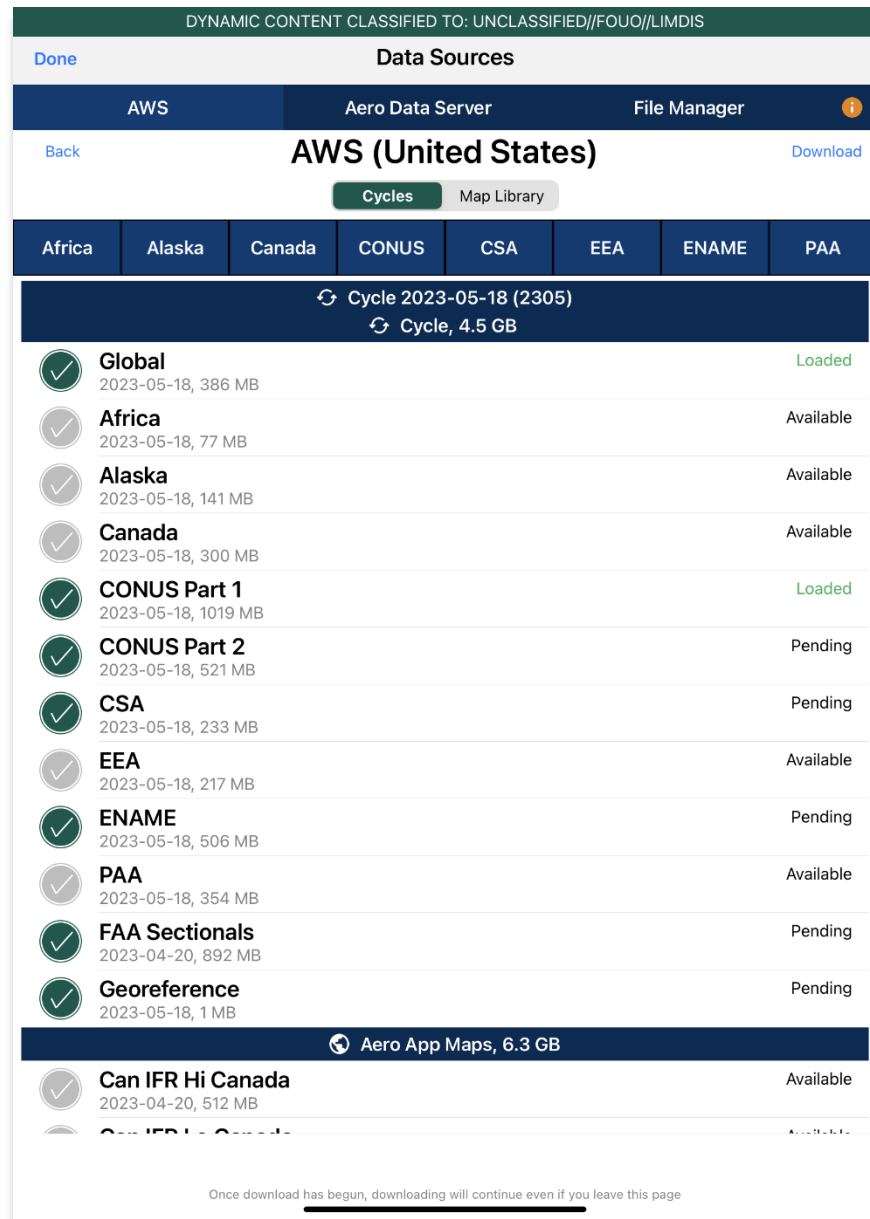 DYNAMIC CONTENT CLASSIFIED TO: UNCLASSIFIED//FOUO//LIMDIS
Done
Data Sources
AWS
Aero Data Server
File Manager
i
Back
AWS (United States)
Download
Cycles
Map Library
Africa
Alaska
Canada
CONUS
CSA
EEA
ENAME
PAA
Cycle 2023-05-18 (2305)
Cycle, 4.5 GB
Global
Loaded
2023-05-18, 386 MB
Africa
Available
2023-05-18, 77 MB
Alaska
Available
2023-05-18, 141 MB
Canada
Available
2023-05-18, 300 MB
CONUS Part 1
Loaded
2023-05-18, 1019 MB
CONUS Part 2
Pending
2023-05-18, 521 MB
CSA
Pending
2023-05-18, 233 MB
EEA
Available
2023-05-18, 217 MB
ENAME
Pending
2023-05-18, 506 MB
PAA
Available
2023-05-18, 354 MB
FAA Sectionals
Pending
2023-04-20, 892 MB
Georeference
Pending
2023-05-18, 1 MB
Aero App Maps, 6.3 GB
Can IFR Hi Canada
Available
2023-04-20, 512 MB
Once download has begun, downloading will continue even if you leave this page